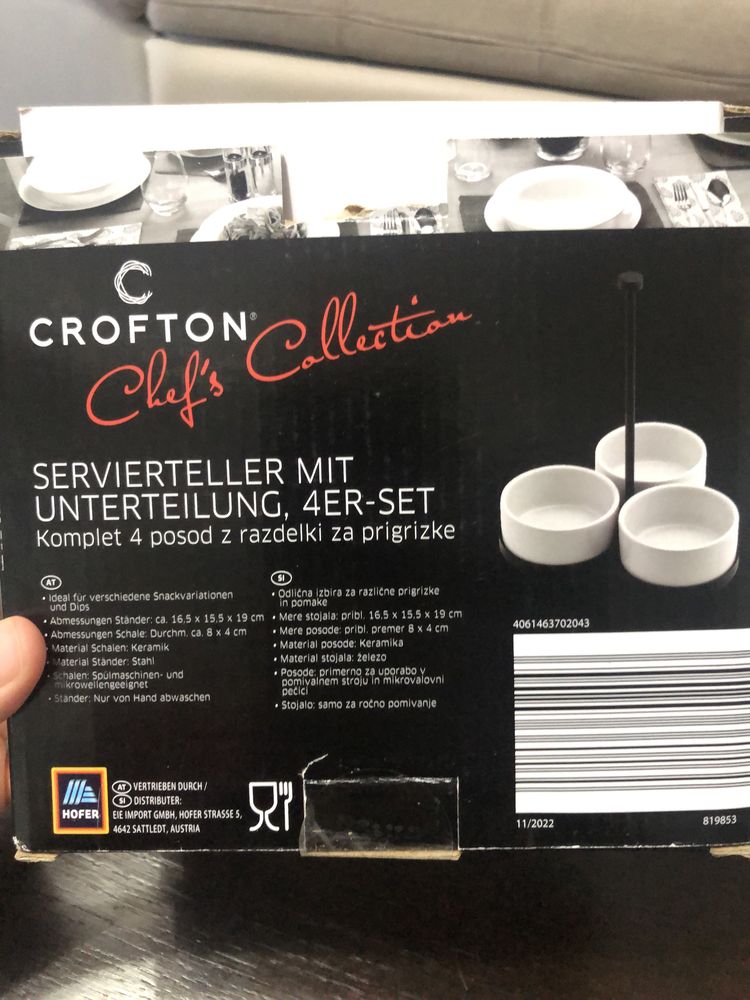 CROFTON®
Chef's Collection
SERVIERTELLER MIT
UNTERTEILUNG, 4ER-SET
Komplet 4 posod z razdelki za prigrizke
AT
• Ideal für verschiedene Snackvariationen
und Dips
• Abmessungen Ständer: ca. 16,5 x 15,5 x 19 cm
• Abmessungen Schale: Durchm. ca. 8 x 4 cm
• Material Schalen: Keramik
Material Ständer: Stahl
• Schalen: Spülmaschinen- und
mikrowellengeeignet
• Ständer: Nur von Hand abwaschen
SI
• Odlična izbira za različne prigrizke
in pomake
• Mere stojala: pribl. 16,5 x 15,5 x 19 cm
• Mere posode: pribl. premer 8 x 4 cm
• Material posode: Keramika
• Material stojala: železo
• Posode: primerno za uporabo v
pomivalnem stroju in mikrovalovni
pečici
• Stojalo: samo za ročno pomivanje
4061463702043
HOFER
AT VERTRIEBEN DURCH /
SI DISTRIBUTER:
EIE IMPORT GMBH, HOFER STRASSE 5,
4642 SATTLEDT, AUSTRIA
11/2022
819853